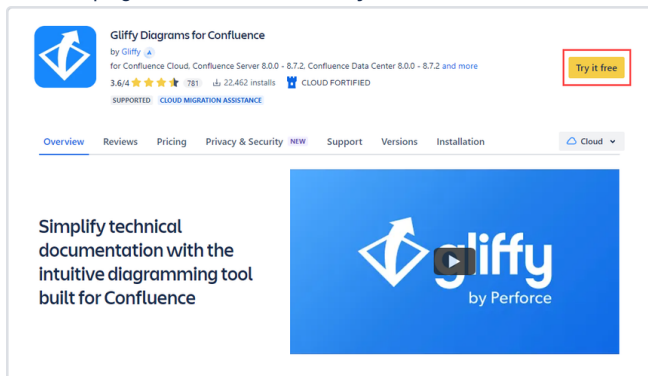 Gliffy Diagrams for Confluence
by Gliffy
for Confluence Cloud, Confluence Server 8.0.0 - 8.7.2, Confluence Data Center 8.0.0 - 8.7.2 and more
3.6/4 781 22,462 installs CLOUD FORTIFIED
SUPPORTED CLOUD MIGRATION ASSISTANCE
Try it free
Overview Reviews Pricing Privacy & Security NEW Support Versions Installation Cloud
Simplify technical
documentation with the
intuitive diagramming tool
built for Confluence
gliffy
by Perforce